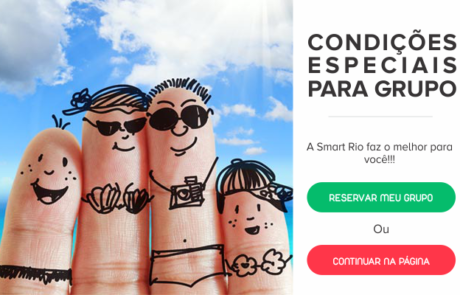 CONDIÇÕES
ESPECIAIS
PARA GRUPO
A Smart Rio faz o melhor para
você!!!
RESERVAR MEU GRUPO
Ou
CONTINUAR NA PÁGINA